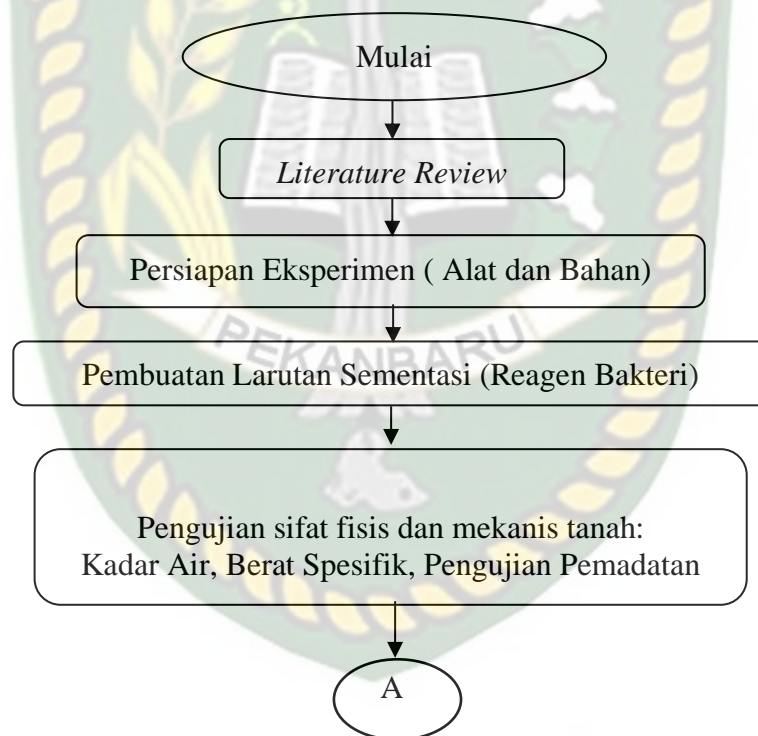 Mulai
Literature Review
Persiapan Eksperimen ( Alat dan Bahan)
PEKANBARU
Pembuatan Larutan Sementasi (Reagen Bakteri)
Pengujian sifat fisis dan mekanis tanah:
Kadar Air, Berat Spesifik, Pengujian Pemadatan
A